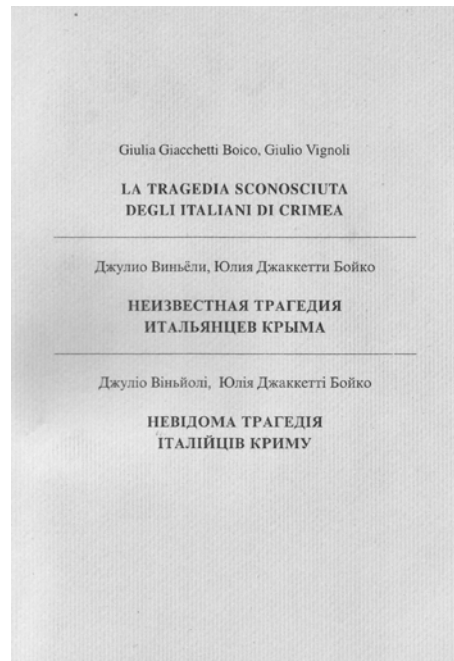 Giulia Giacchetti Boico, Giulio Vignoli
LA TRAGEDIA SCONOSCIUTA
DEGLI ITALIANI DI CRIMEA
Джулио Виньёли, Юлия Джаккетти Бойко
НЕИЗВЕСТНАЯ ТРАГЕДИЯ
ИТАЛЬЯНЦЕВ КРЫМА
Джуліо Віньйолі, Юлія Джаккетті Бойко
НЕВІДОМА ТРАГЕДІЯ
ІТАЛІЙЦІВ КРИМУ